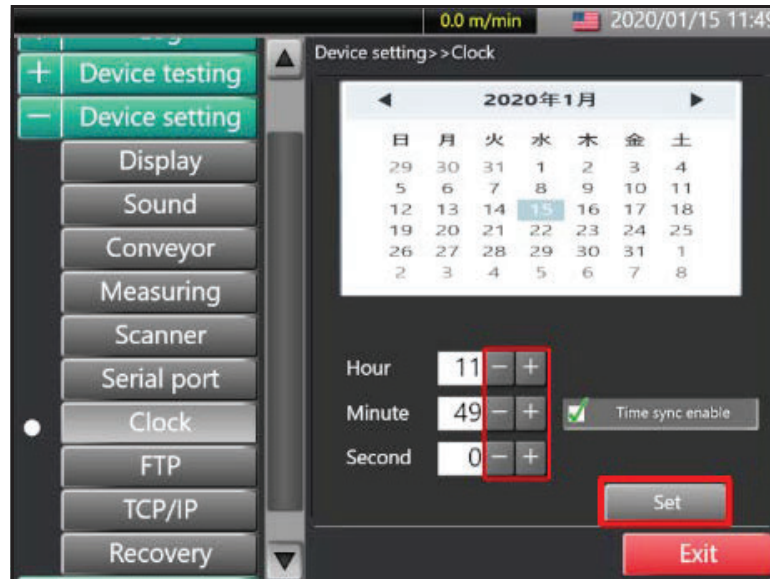 0.0 m/min 2020/01/15 11:49
Device testing
Device setting
Display
Sound
Conveyor
Measuring
Scanner
Serial port
Clock
FTP
TCP/IP
Recovery
Device setting>>Clock
2020年1月
日 月 火 水 木 金 土
29 30 31 1 2 3 4
5 6 7 8 9 10 11
12 13 14 15 16 17 18
19 20 21 22 23 24 25
26 27 28 29 30 31 1
2 3 4 5 6 7 8
Hour 11 − +
Minute 49 − + Time sync enable
Second 0 − +
Set
Exit